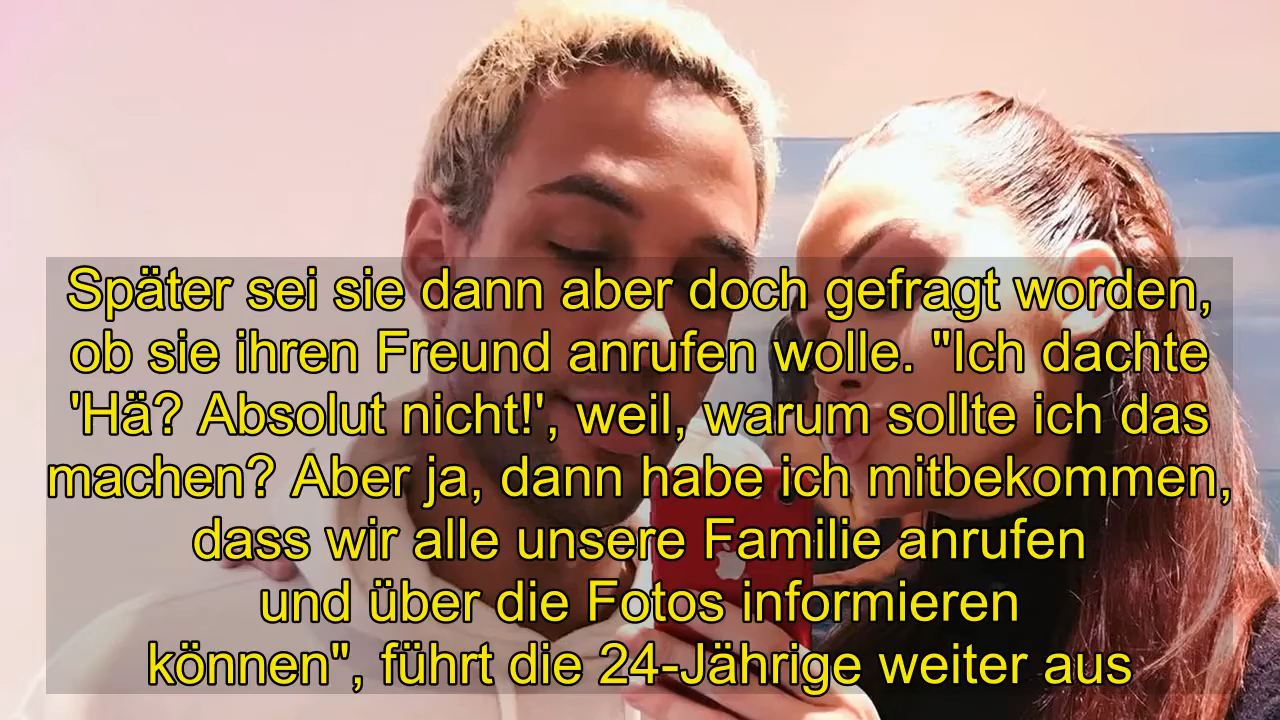 Später sei sie dann aber doch gefragt worden,
ob sie ihren Freund anrufen wolle. "Ich dachte
'Hä? Absolut nicht!', weil, warum sollte ich das
machen? Aber ja, dann habe ich mitbekommen,
dass wir alle unsere Familie anrufen
und über die Fotos informieren
können", führt die 24-Jährige weiter aus